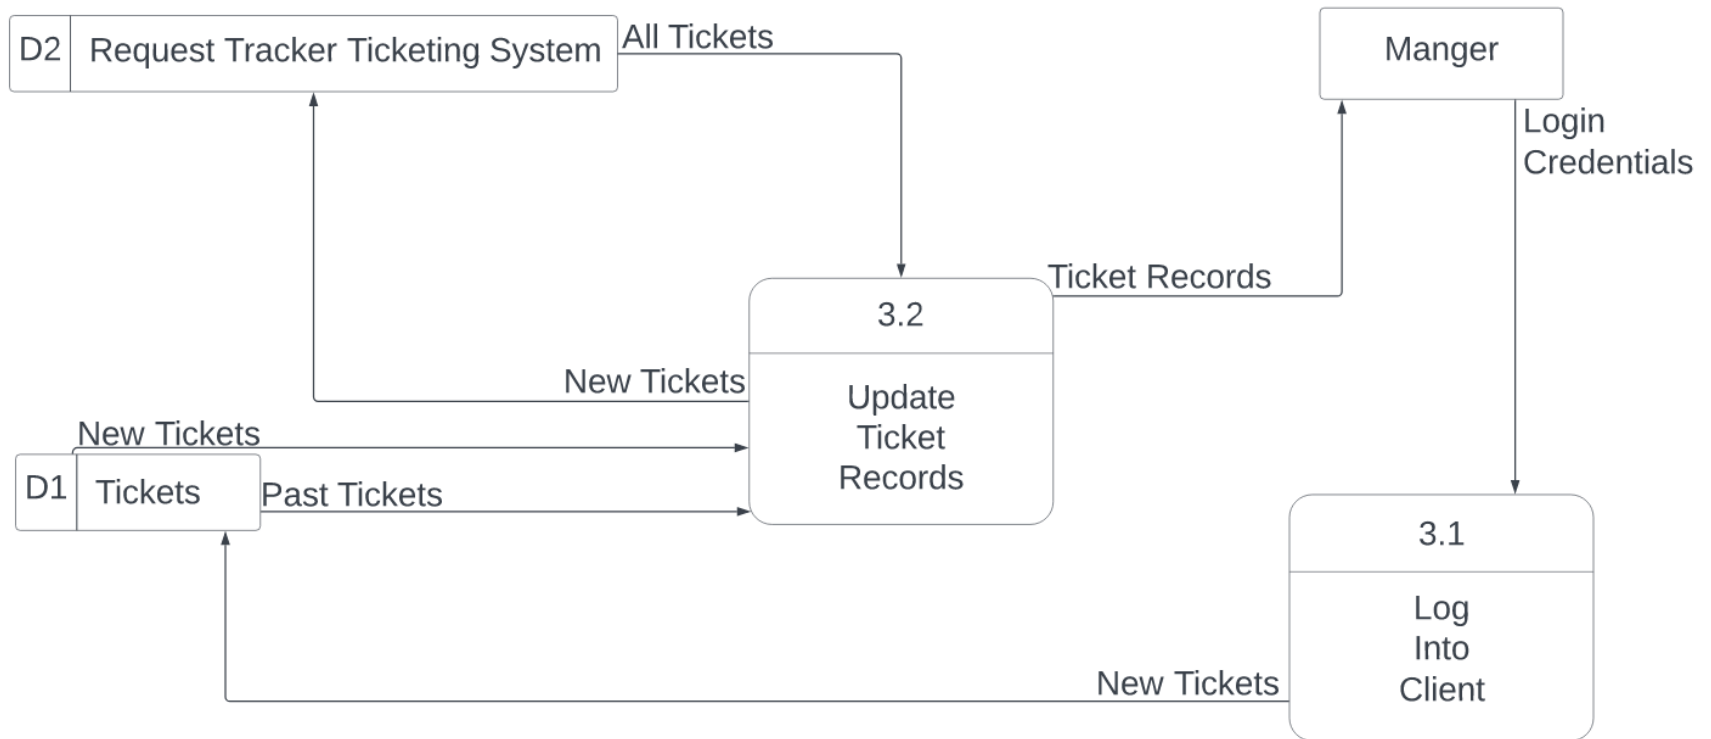 D2
Request Tracker Ticketing System
All Tickets
Manger
Login
Credentials
Ticket Records
3.2
Update
Ticket
Records
New Tickets
New Tickets
D1
Tickets
Past Tickets
3.1
Log
Into
Client
New Tickets